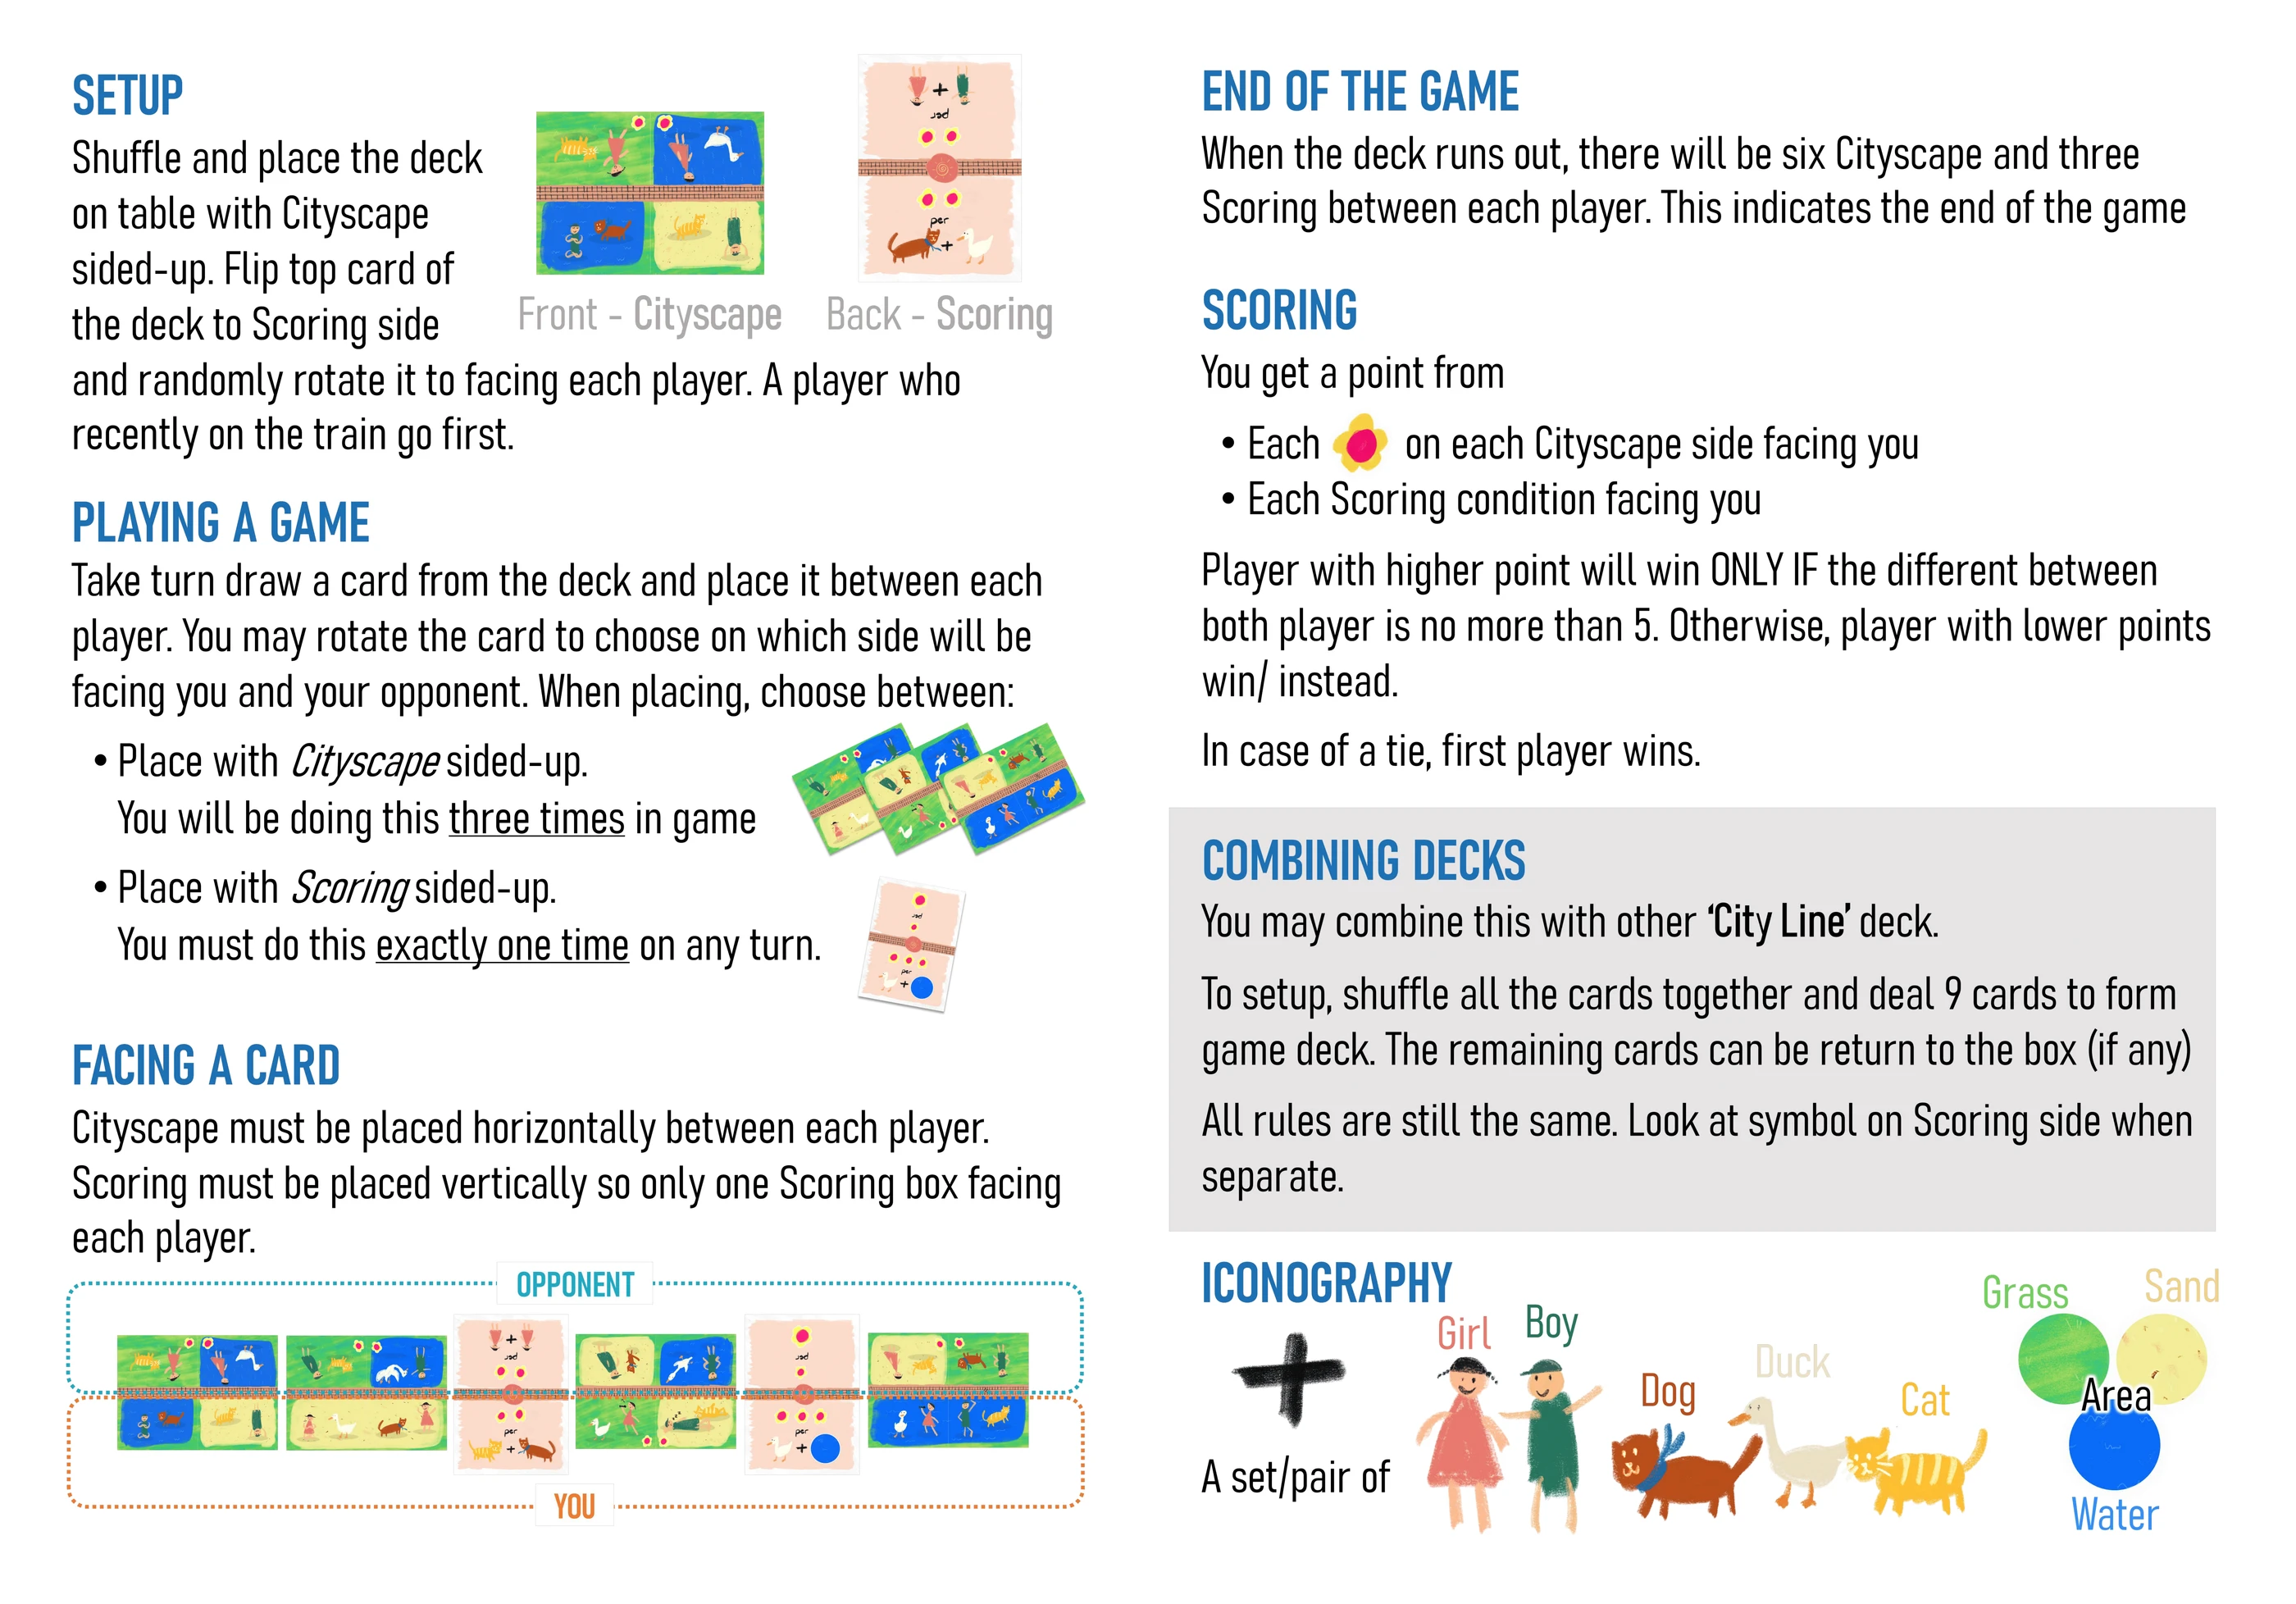 SETUP
Shuffle and place the deck
on table with Cityscape
sided-up. Flip top card of
the deck to Scoring side
and randomly rotate it to facing each player. A player who
recently on the train go first.
per
per
Front - Cityscape
Back - Scoring
PLAYING A GAME
Take turn draw a card from the deck and place it between each
player. You may rotate the card to choose on which side will be
facing you and your opponent. When placing, choose between:
• Place with Cityscape sided-up.
You will be doing this three times in game
• Place with Scoring sided-up.
You must do this exactly one time on any turn.
per
per
FACING A CARD
Cityscape must be placed horizontally between each player.
Scoring must be placed vertically so only one Scoring box facing
each player.
OPPONENT
per
per
per
per
YOU
END OF THE GAME
When the deck runs out, there will be six Cityscape and three
Scoring between each player. This indicates the end of the game
SCORING
You get a point from
• Each on each Cityscape side facing you
• Each Scoring condition facing you
Player with higher point will win ONLY IF the different between
both player is no more than 5. Otherwise, player with lower points
win/ instead.
In case of a tie, first player wins.
COMBINING DECKS
You may combine this with other ‘City Line’ deck.
To setup, shuffle all the cards together and deal 9 cards to form
game deck. The remaining cards can be return to the box (if any)
All rules are still the same. Look at symbol on Scoring side when
separate.
ICONOGRAPHY
A set/pair of
Girl
Boy
Dog
Duck
Cat
Grass
Sand
Area
Water